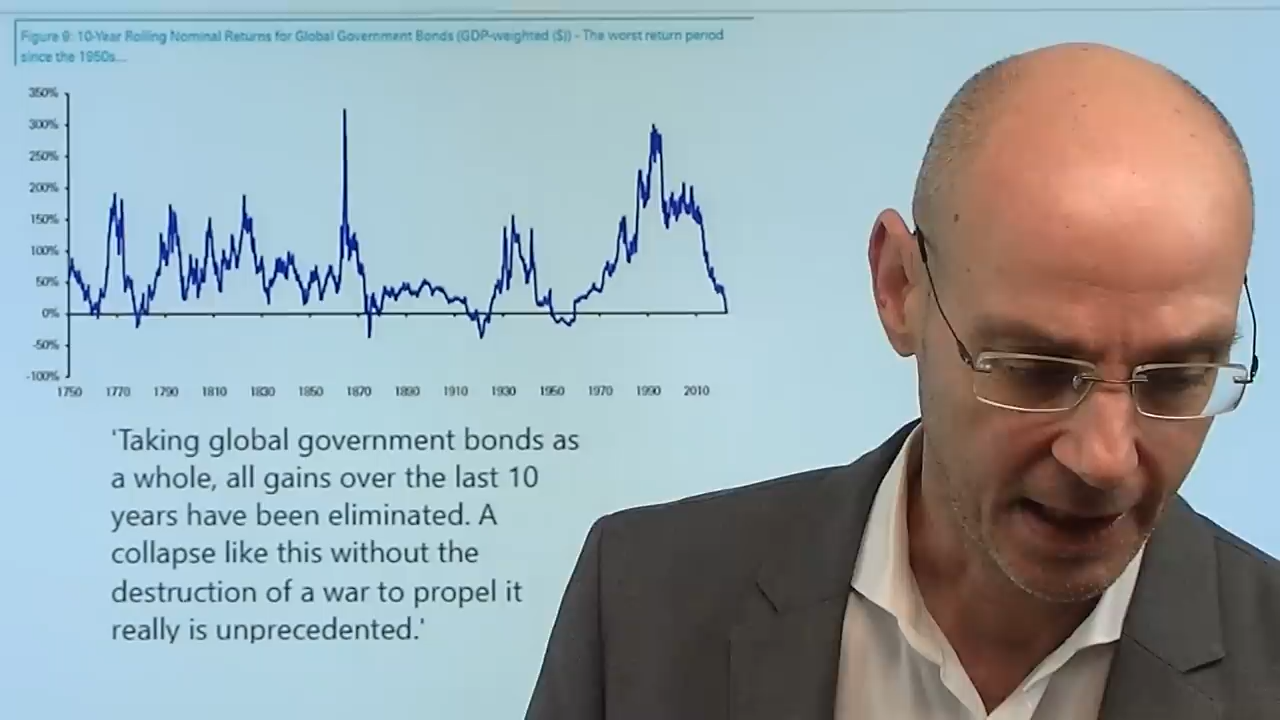 Figure 9: 10-Year Rolling Nominal Returns for Global Government Bonds (GDP-weighted ($)) - The worst return period
since the 1950s...
350%
300%
250%
200%
150%
100%
50%
0%
-50%
-100%
1750 1770 1790 1810 1830 1850 1870 1890 1910 1930 1950 1970 1990 2010
'Taking global government bonds as
a whole, all gains over the last 10
years have been eliminated. A
collapse like this without the
destruction of a war to propel it
really is unprecedented.'